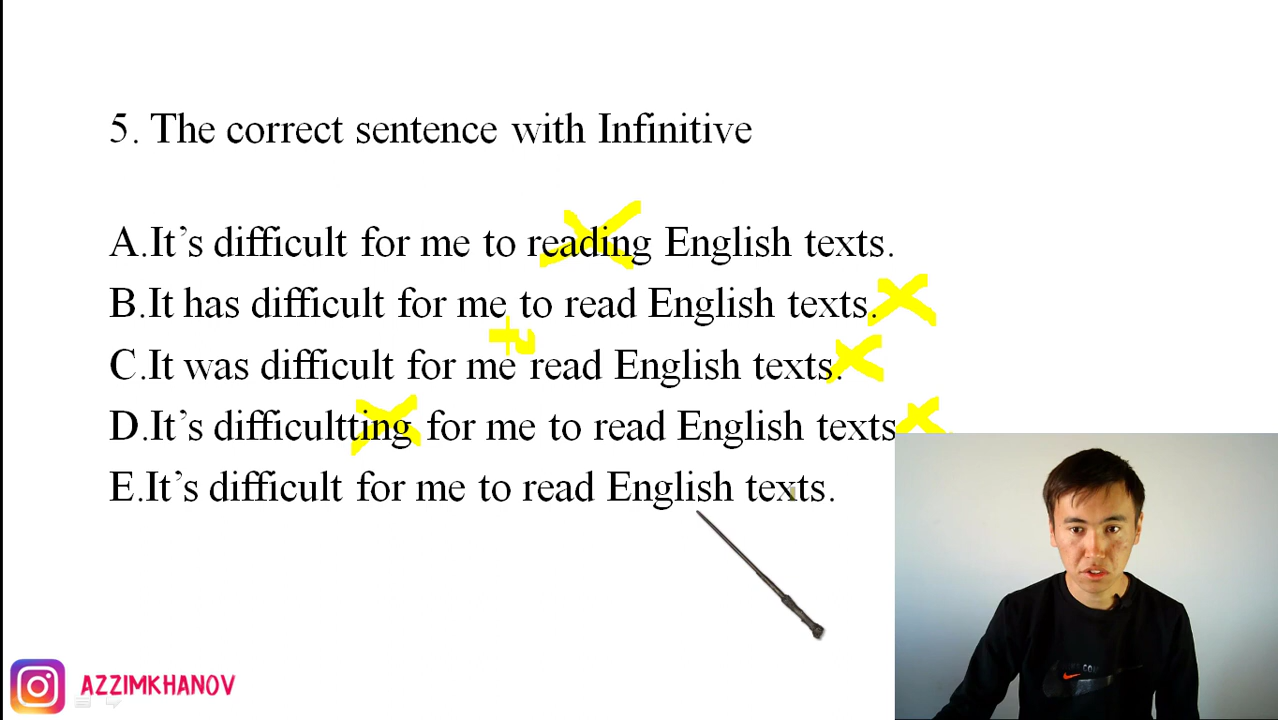 5. The correct sentence with Infinitive
A.It's difficult for me to reading English texts.
B.It has difficult for me to read English texts.
C.It was difficult for me read English texts.
D.It's difficultting for me to read English texts
E.It's difficult for me to read English texts.
AZZIMKHANOV